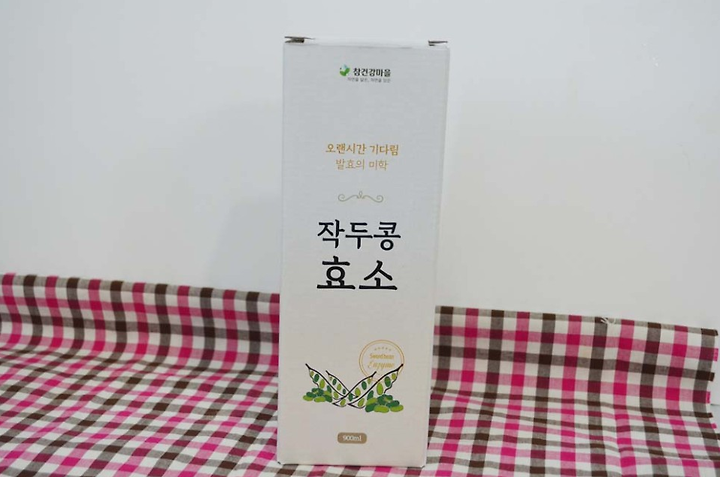 참건강마을
오랜시간 기다림
발효의 미학
작두콩
효소
Enzyme
900ml